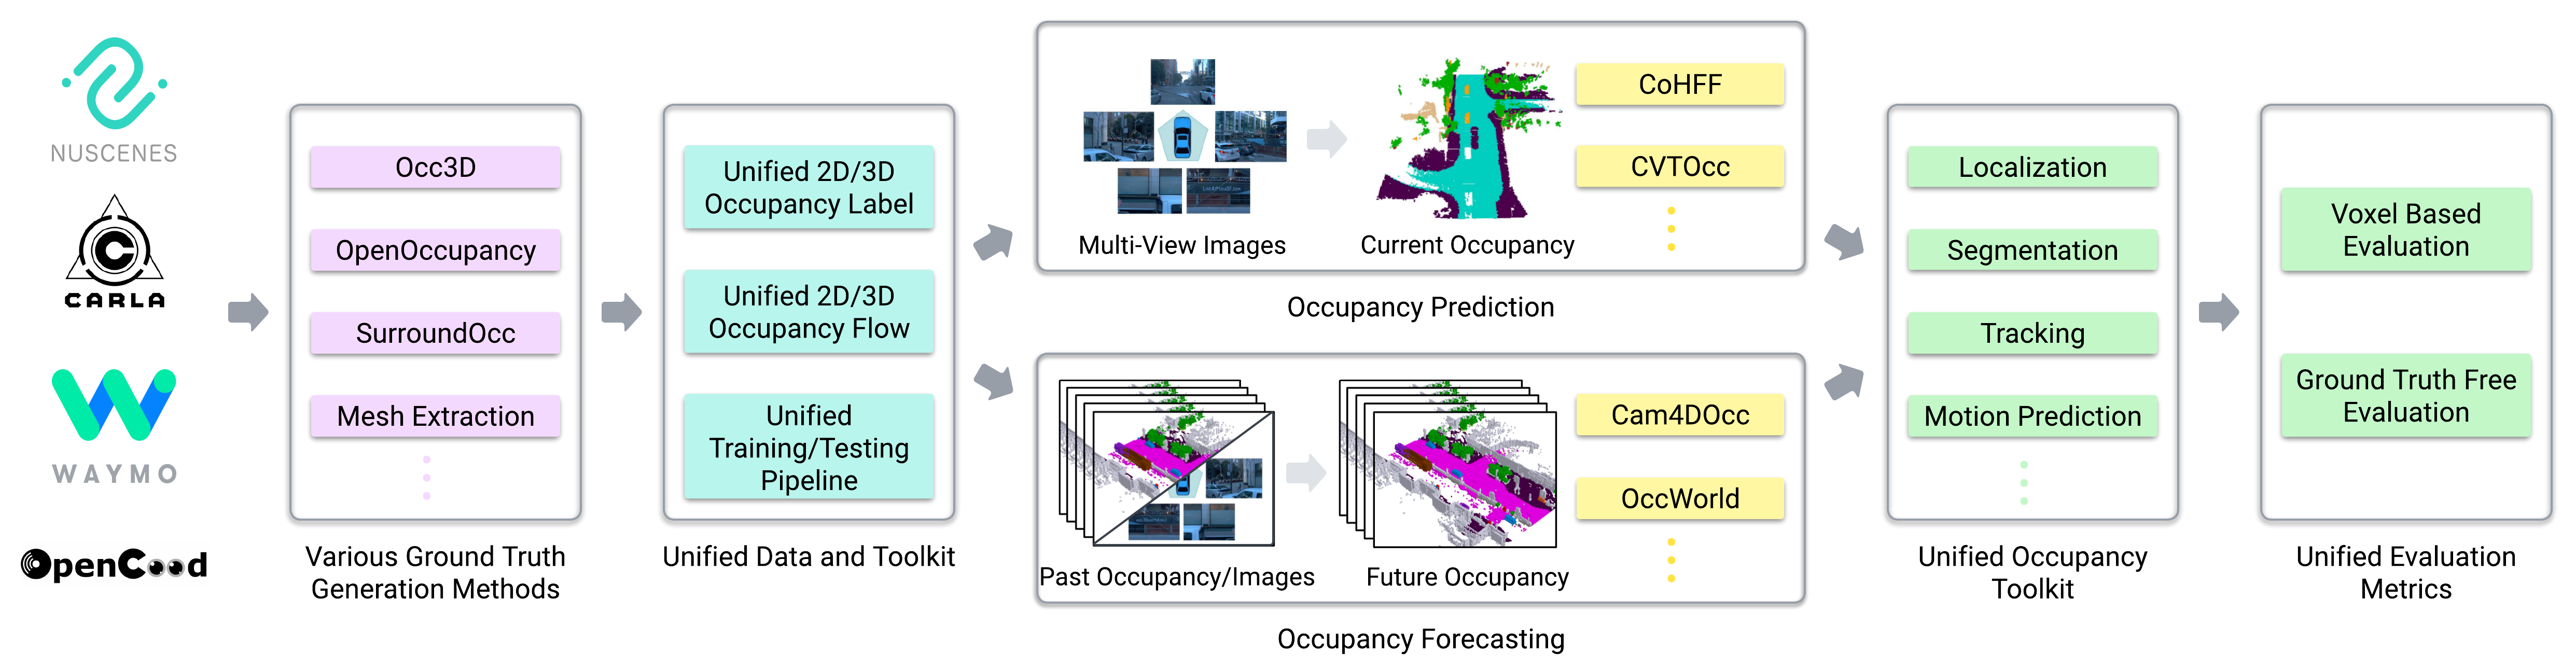 NUSCENES
CARLA
WAYMO
OpenCood
Occ3D
OpenOccupancy
SurroundOcc
Mesh Extraction
Various Ground Truth
Generation Methods
Unified 2D/3D
Occupancy Label
Unified 2D/3D
Occupancy Flow
Unified
Training/Testing
Pipeline
Unified Data and Toolkit
Multi-View Images
Current Occupancy
CoHFF
CVTOcc
Occupancy Prediction
Past Occupancy/Images
Future Occupancy
Cam4DOcc
OccWorld
Occupancy Forecasting
Localization
Segmentation
Tracking
Motion Prediction
Unified Occupancy
Toolkit
Voxel Based
Evaluation
Ground Truth Free
Evaluation
Unified Evaluation
Metrics